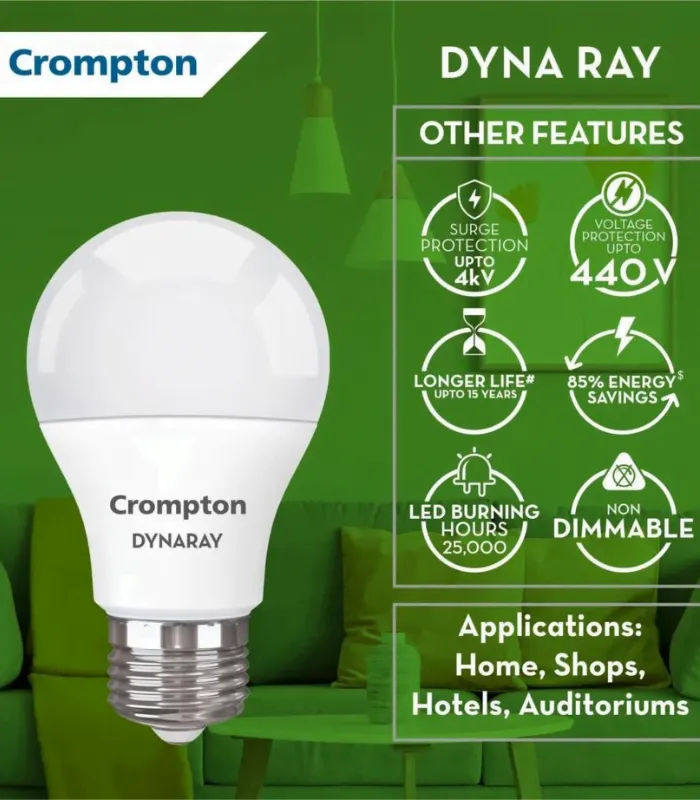 Crompton
DYNA RAY
OTHER FEATURES
SURGE
PROTECTION
UPTO
4kV
VOLTAGE
PROTECTION
UPTO
440 V
LONGER LIFE#
UPTO 15 YEARS
85% ENERGY$
SAVINGS
LED BURNING
HOURS
25,000
NON
DIMMABLE
Crompton
DYNARAY
Applications:
Home, Shops,
Hotels, Auditoriums